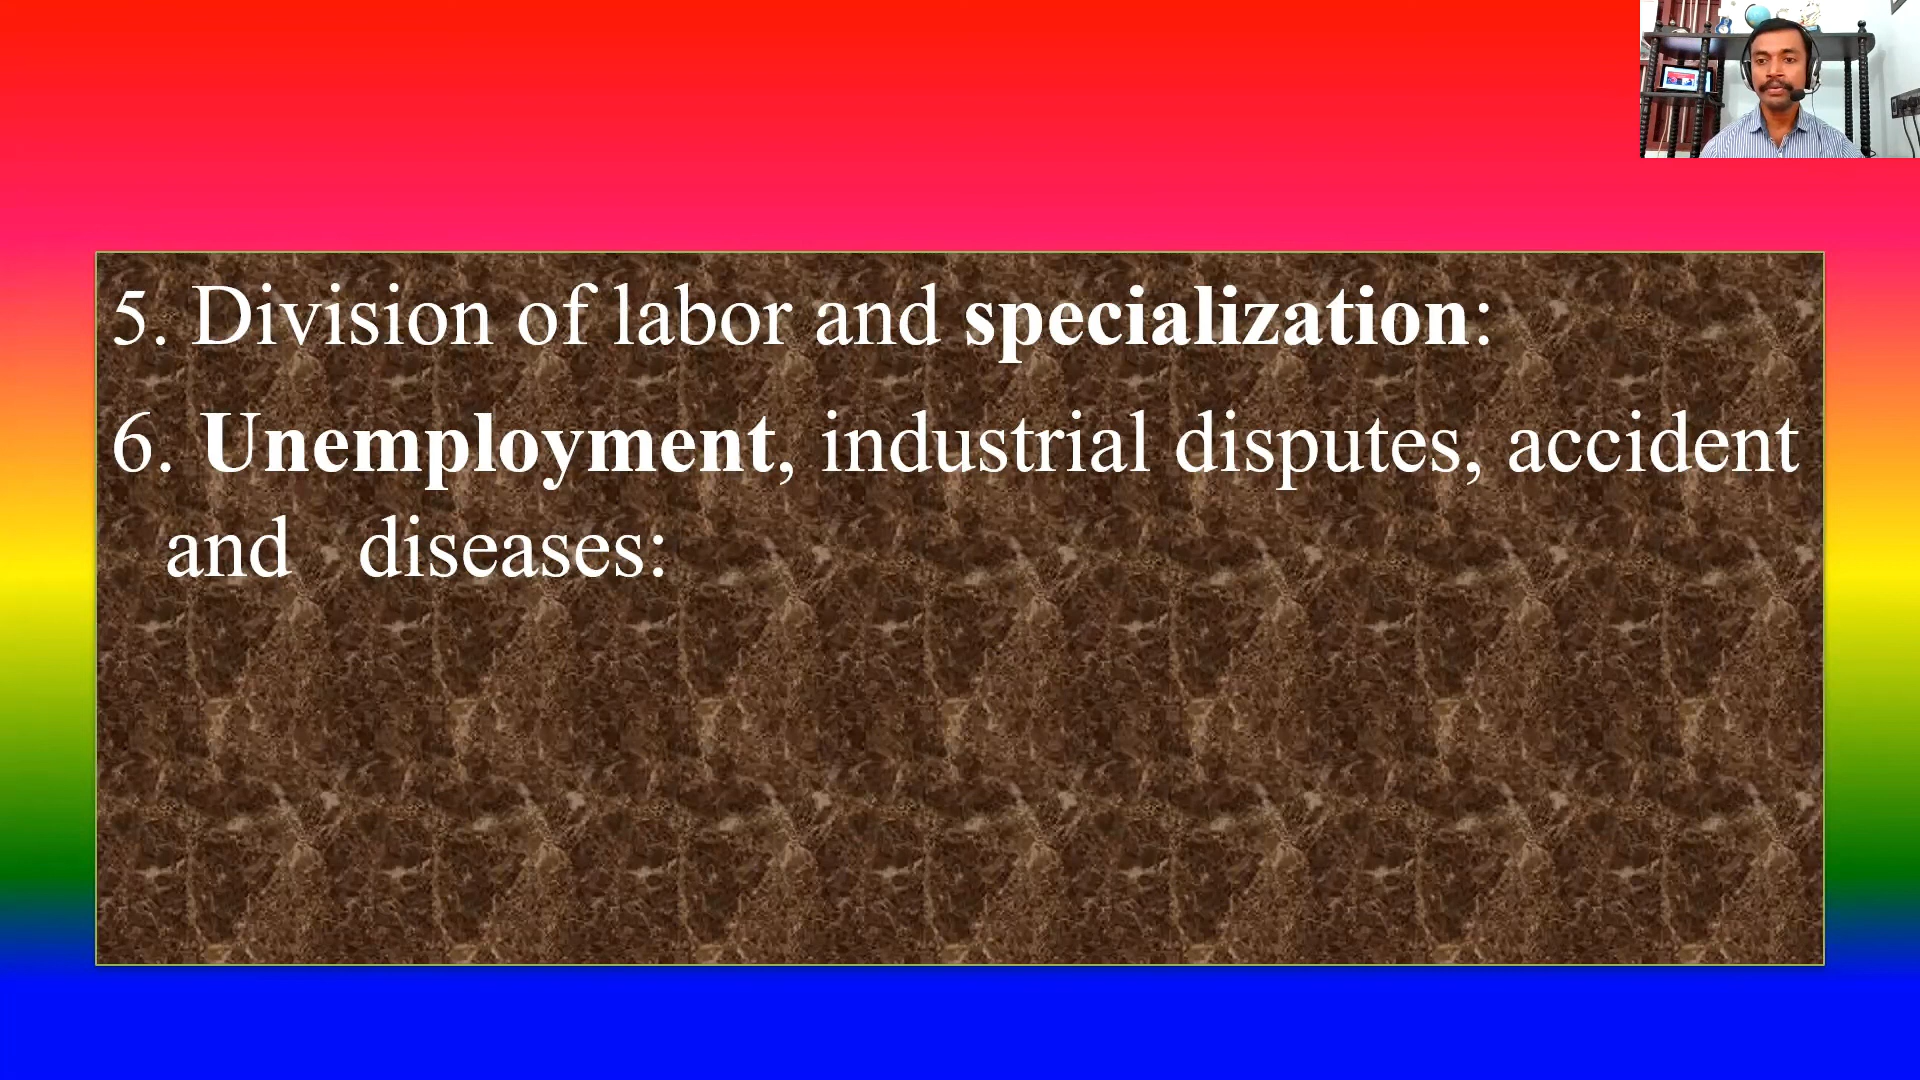 5. Division of labor and specialization:
6. Unemployment, industrial disputes, accident
and diseases: